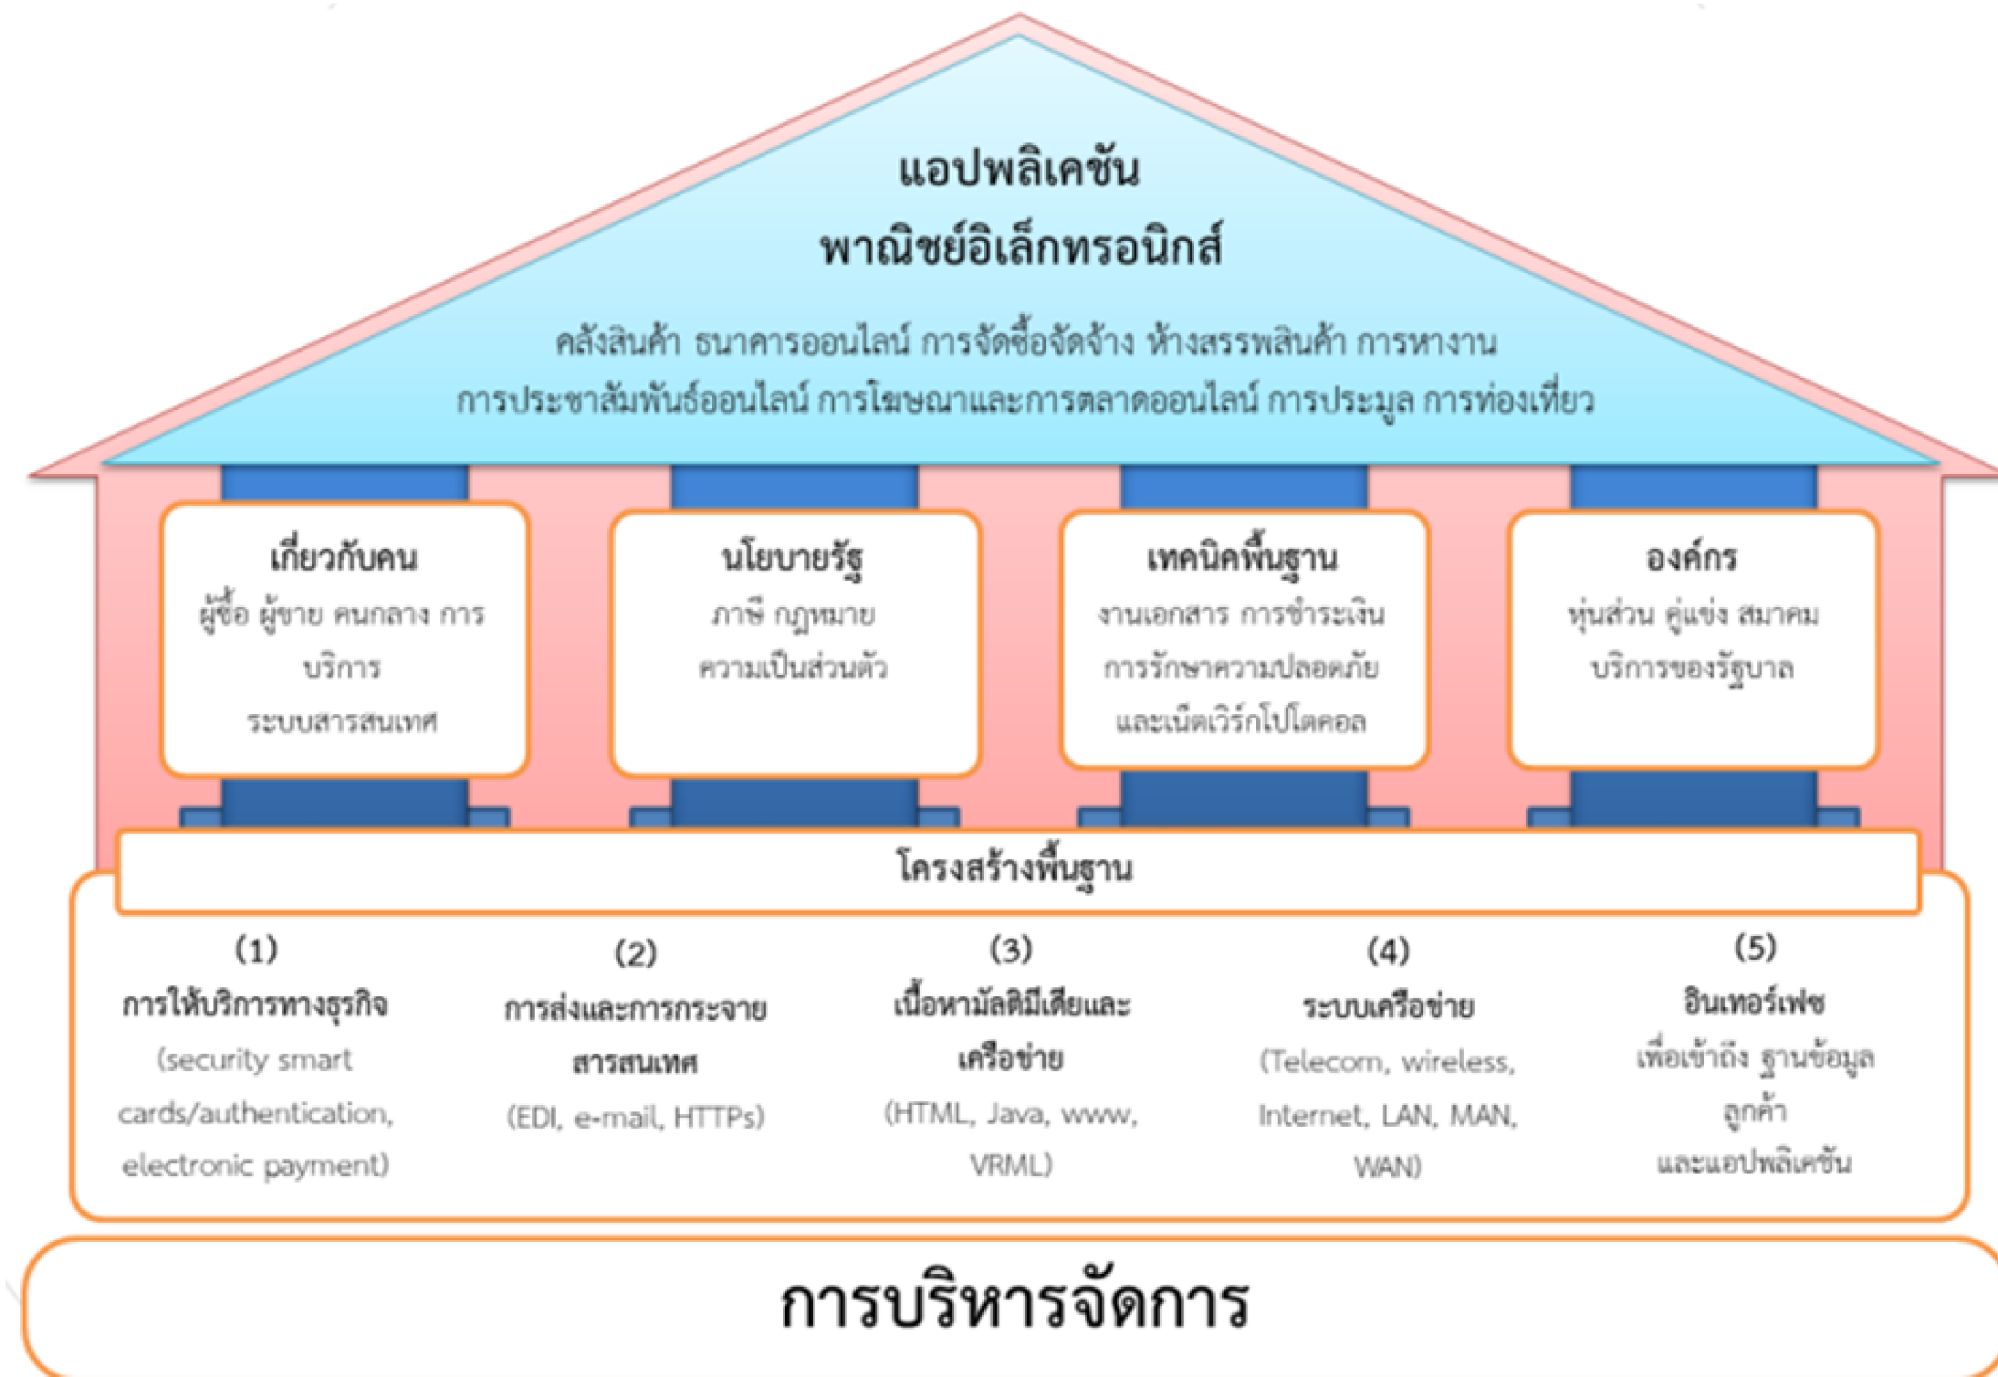 แอปพลิเคชัน
พาณิชย์อิเล็กทรอนิกส์
คลังสินค้า ธนาคารออนไลน์ การจัดซื้อจัดจ้าง ห้างสรรพสินค้า การหางาน
การประชาสัมพันธ์ออนไลน์ การโฆษณาและการตลาดออนไลน์ การประมูล การท่องเที่ยว
เกี่ยวกับคน
ผู้ซื้อ ผู้ขาย คนกลาง การ
บริการ
ระบบสารสนเทศ
นโยบายรัฐ
ภาษี กฎหมาย
ความเป็นส่วนตัว
เทคนิคพื้นฐาน
งานเอกสาร การชำระเงิน
การรักษาความปลอดภัย
และเน็ตเวิร์กโปโตคอล
องค์กร
หุ่นส่วน คู่แข่ง สมาคม
บริการของรัฐบาล
โครงสร้างพื้นฐาน
(1)
การให้บริการทางธุรกิจ
(security smart
cards/authentication,
electronic payment)
(2)
การส่งและการกระจาย
สารสนเทศ
(EDI, e-mail, HTTPs)
(3)
เนื้อหามัลติมีเดียและ
เครือข่าย
(HTML, Java, www,
VRML)
(4)
ระบบเครือข่าย
(Telecom, wireless,
Internet, LAN, MAN,
WAN)
(5)
อินเทอร์เฟซ
เพื่อเข้าถึง ฐานข้อมูล
ลูกค้า
และแอปพลิเคชัน
การบริหารจัดการ